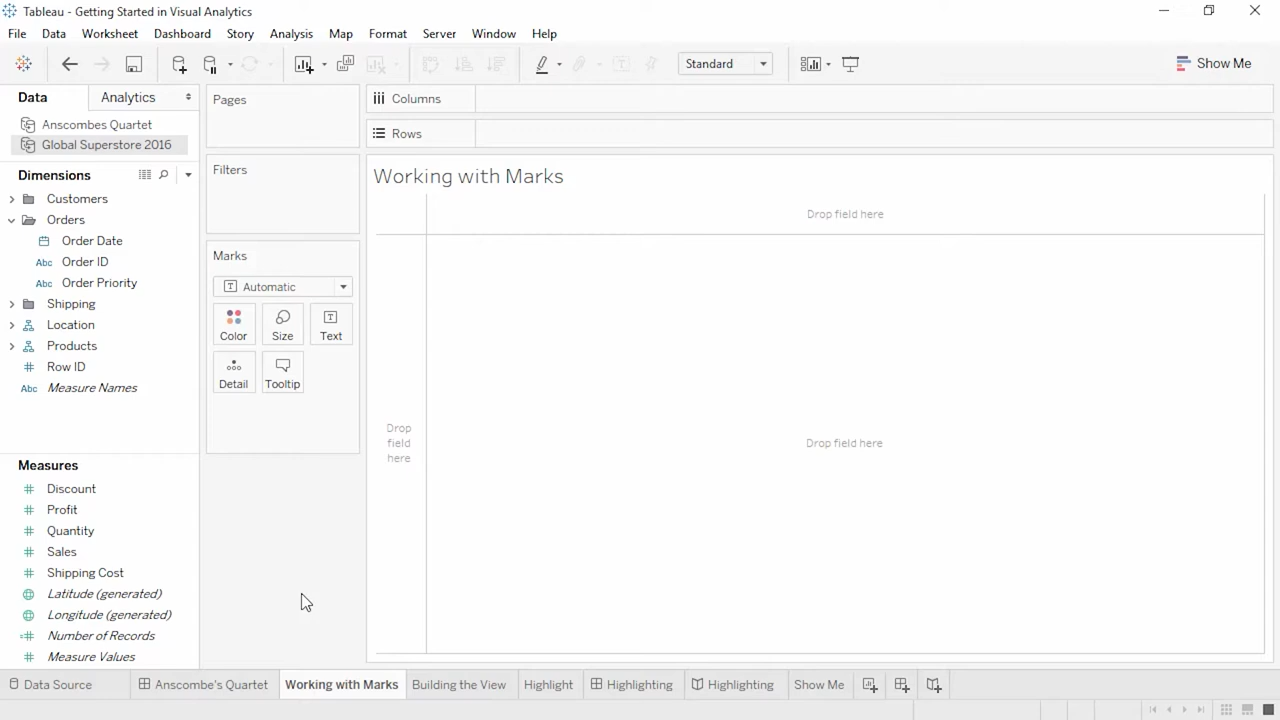 Tableau - Getting Started in Visual Analytics
File Data Worksheet Dashboard Story Analysis Map Format Server Window Help
Standard
Show Me
Data Analytics
Anscombes Quartet
Global Superstore 2016
Dimensions
Customers
Orders
Order Date
Abc Order ID
Abc Order Priority
Shipping
Location
Products
# Row ID
Abc Measure Names
Measures
# Discount
# Profit
# Quantity
# Sales
# Shipping Cost
Latitude (generated)
Longitude (generated)
=# Number of Records
# Measure Values
Pages
Filters
Marks
T Automatic
Color Size T Text
Detail Tooltip
Columns
Rows
Working with Marks
Drop field here
Drop
field
here
Drop field here
Data Source Anscombe's Quartet Working with Marks Building the View Highlight Highlighting Highlighting Show Me